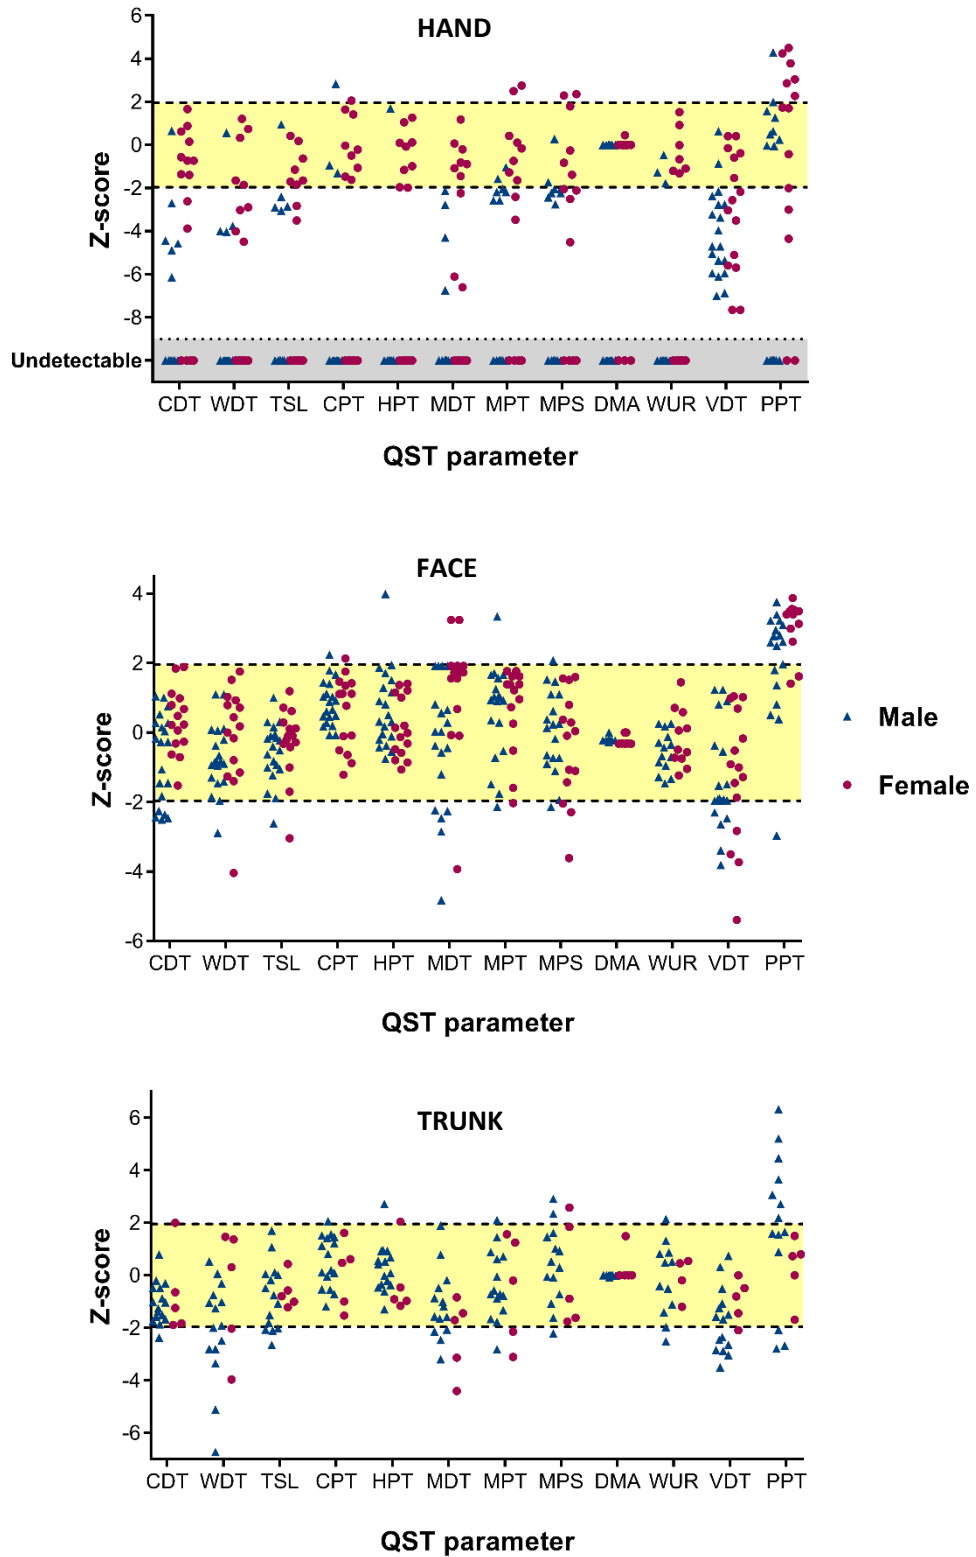 HAND
6
4
2
0
-2
-4
-6
-8
Undetectable
Z-score
CDT WDT TSL CPT HPT MDT MPT MPS DMA WUR VDT PPT
QST parameter
FACE
4
2
0
-2
-4
-6
Z-score
CDT WDT TSL CPT HPT MDT MPT MPS DMA WUR VDT PPT
QST parameter
Male
Female
TRUNK
6
4
2
0
-2
-4
-6
Z-score
CDT WDT TSL CPT HPT MDT MPT MPS DMA WUR VDT PPT
QST parameter